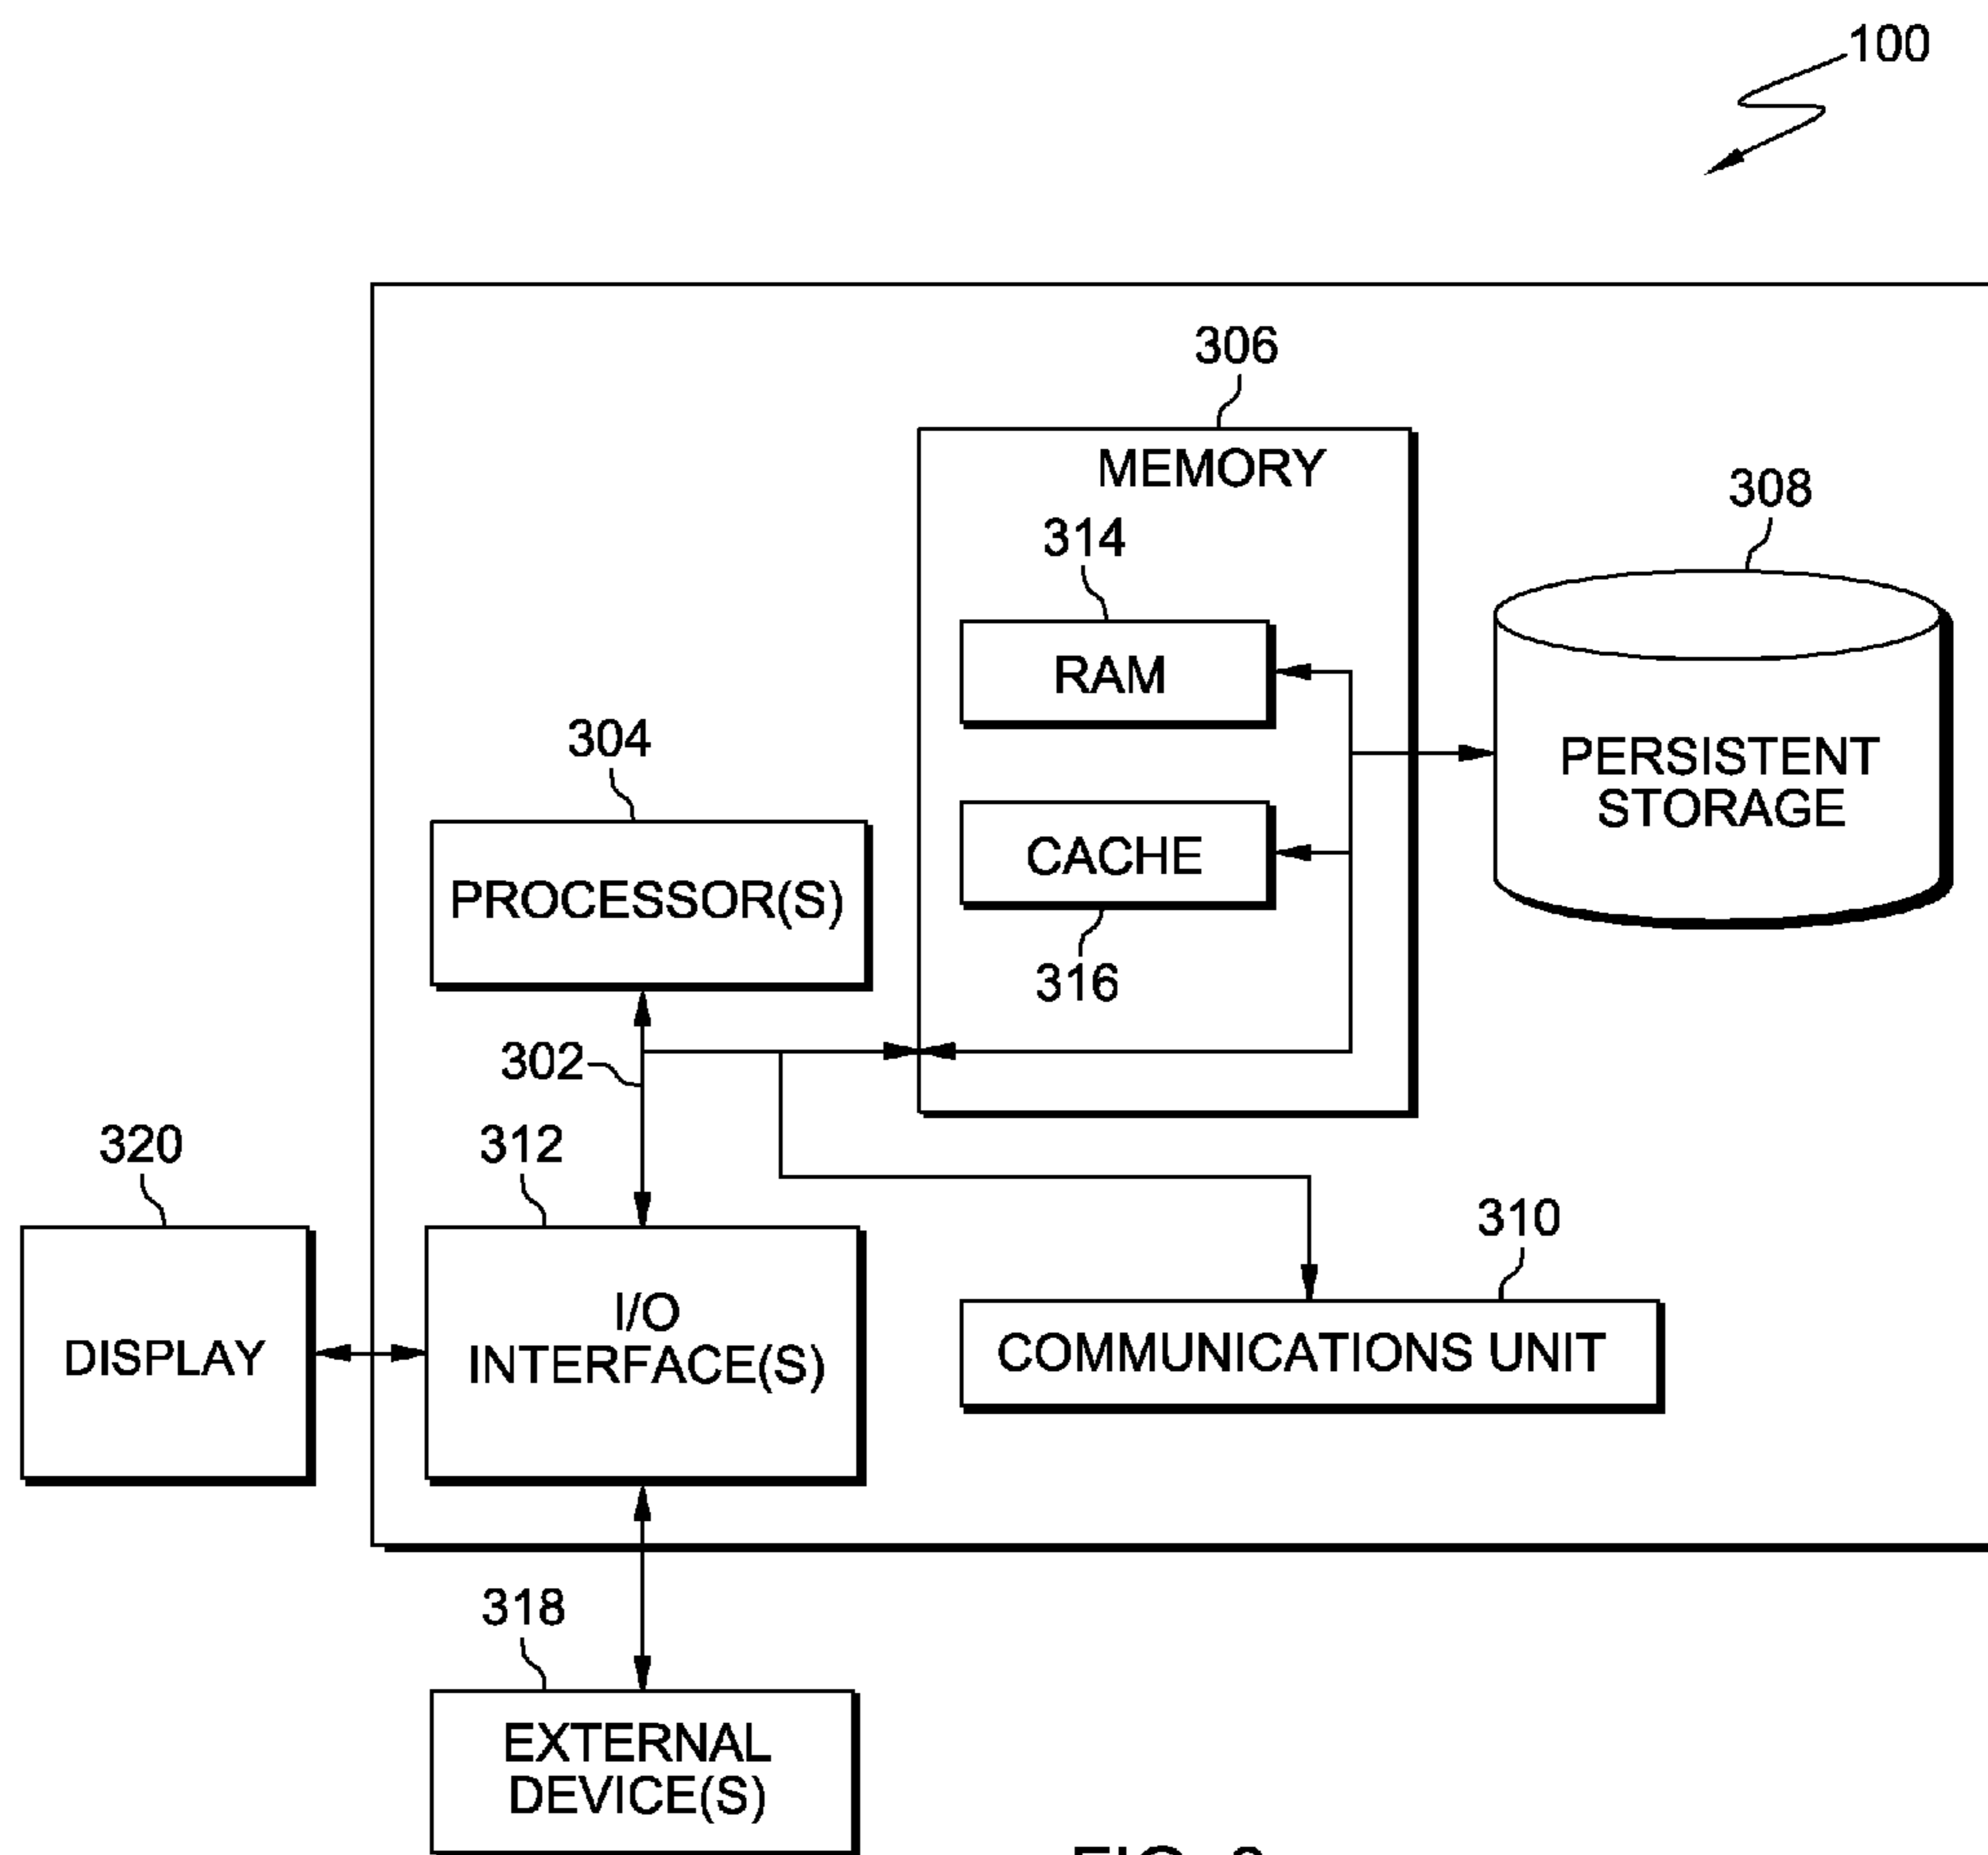 100
306
MEMORY
308
314
RAM
PERSISTENT
STORAGE
304
CACHE
PROCESSOR(S)
316
302
320
312
310
I/O
INTERFACE(S)
DISPLAY
COMMUNICATIONS UNIT
318
EXTERNAL
DEVICE(S)
FIG.